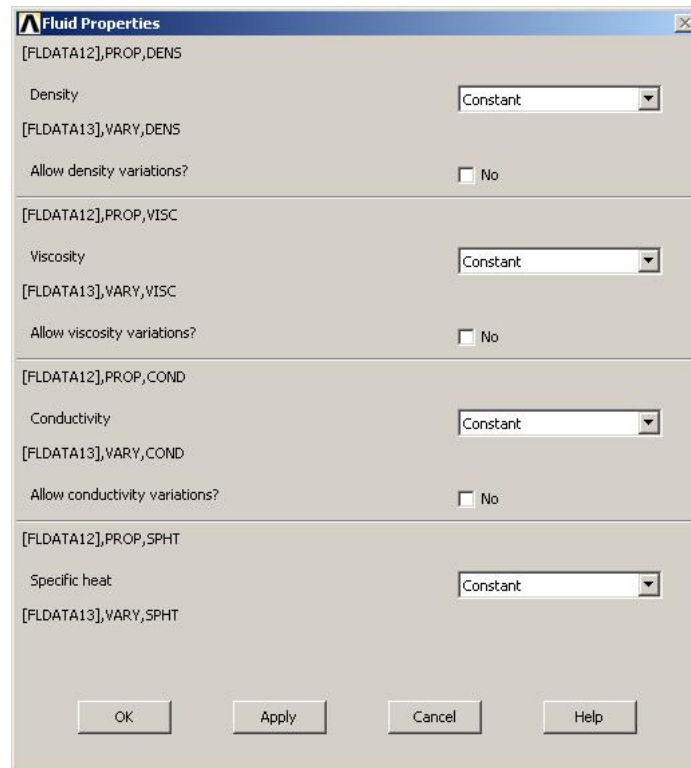 Fluid Properties
[FLDATA12],PROP,DENS
Density Constant
[FLDATA13],VARY,DENS
Allow density variations? No
[FLDATA12],PROP,VISC
Viscosity Constant
[FLDATA13],VARY,VISC
Allow viscosity variations? No
[FLDATA12],PROP,COND
Conductivity Constant
[FLDATA13],VARY,COND
Allow conductivity variations? No
[FLDATA12],PROP,SPHT
Specific heat Constant
[FLDATA13],VARY,SPHT
OK Apply Cancel Help